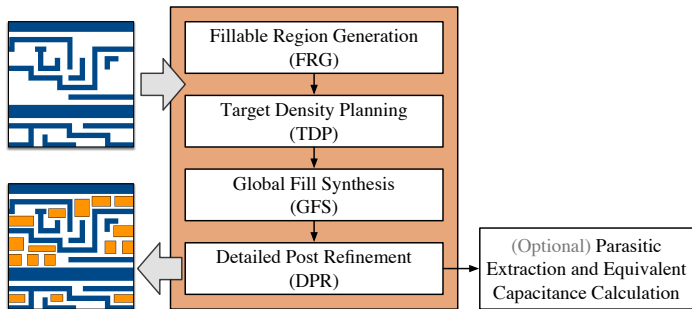 Fillable Region Generation
(FRG)
Target Density Planning
(TDP)
Global Fill Synthesis
(GFS)
Detailed Post Refinement
(DPR)
(Optional) Parasitic
Extraction and Equivalent
Capacitance Calculation